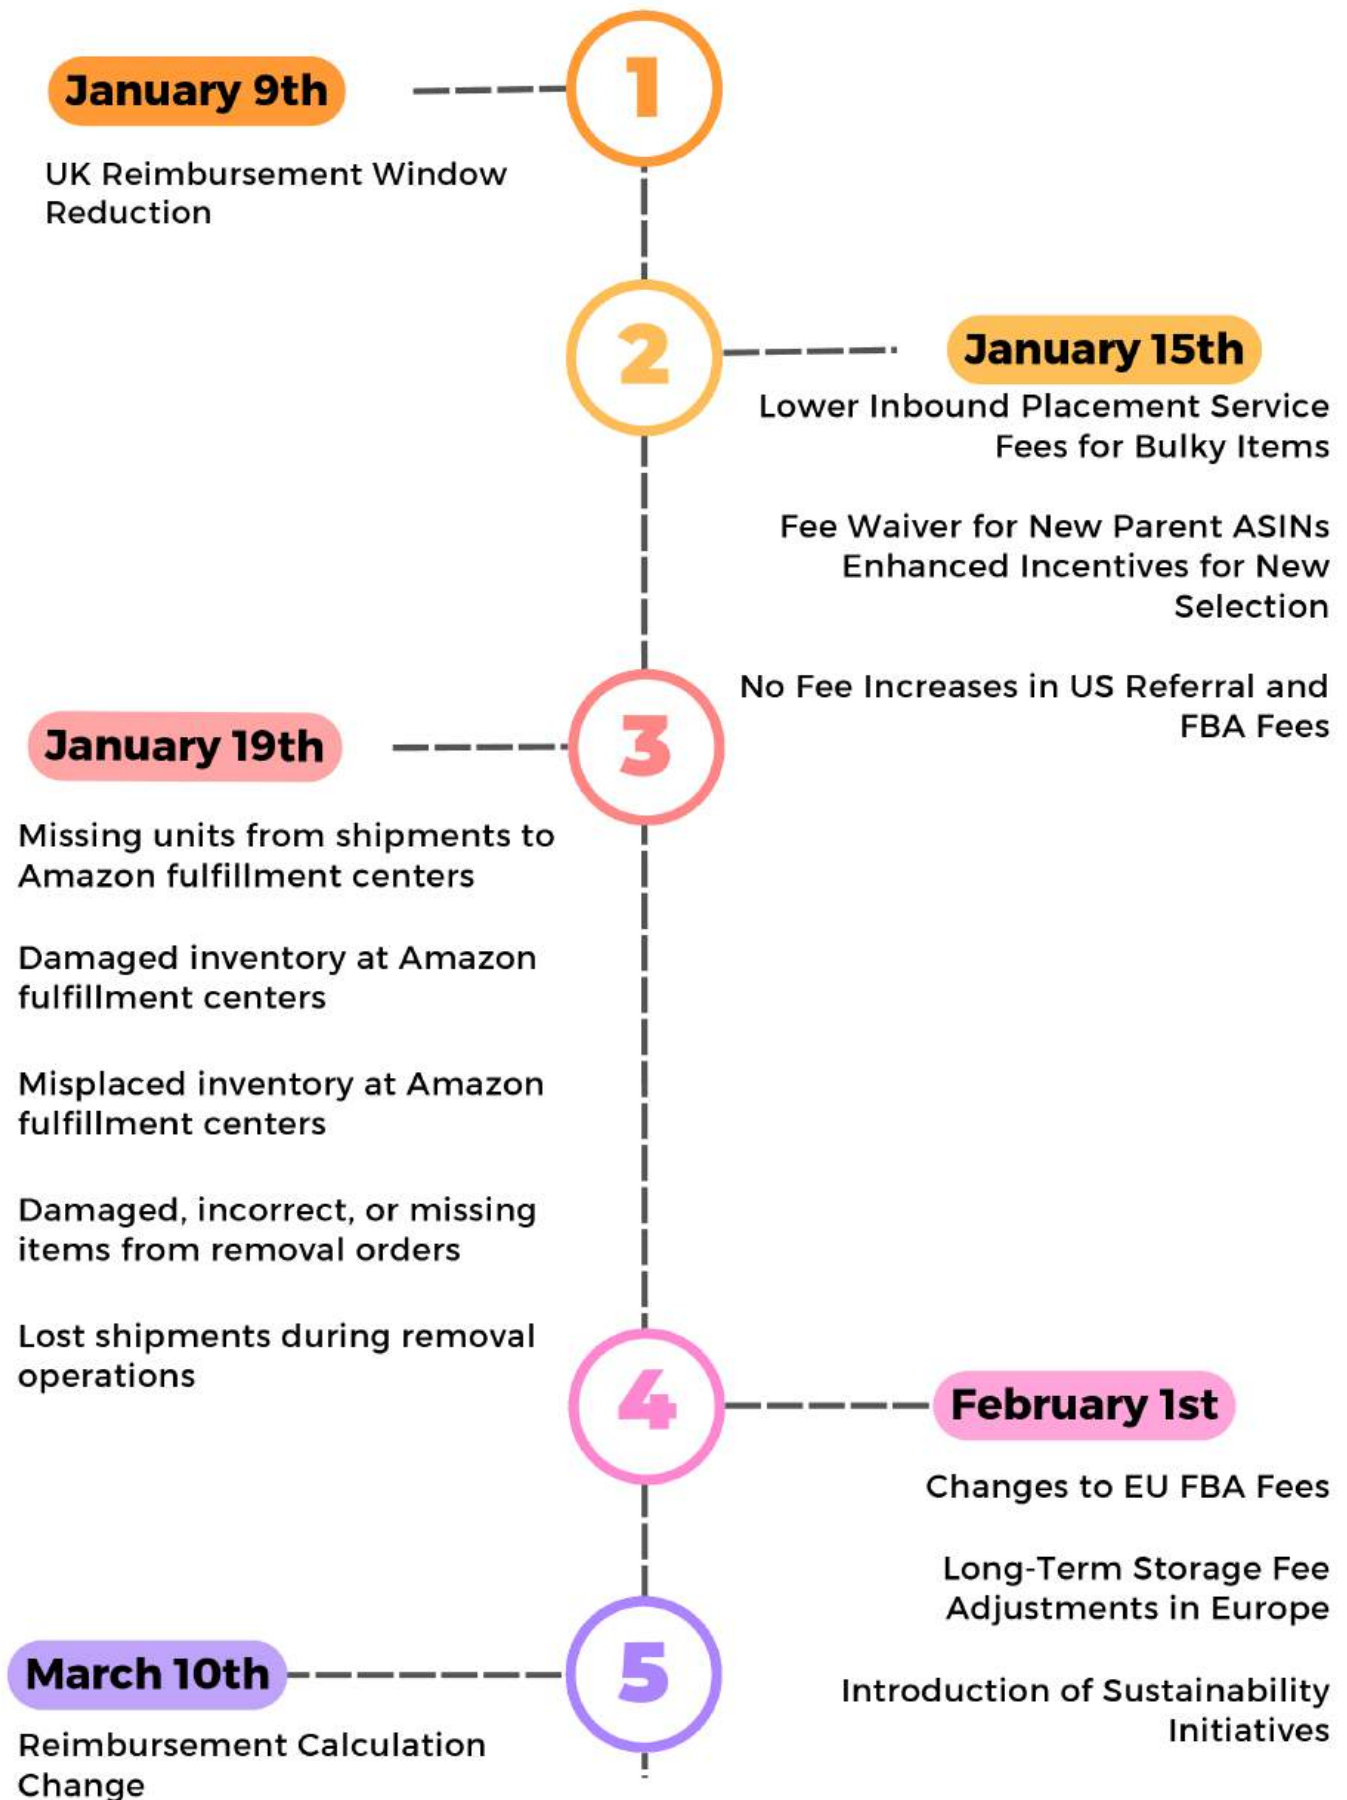 1
January 9th
UK Reimbursement Window
Reduction
2
January 15th
Lower Inbound Placement Service
Fees for Bulky Items
Fee Waiver for New Parent ASINs
Enhanced Incentives for New
Selection
No Fee Increases in US Referral and
FBA Fees
3
January 19th
Missing units from shipments to
Amazon fulfillment centers
Damaged inventory at Amazon
fulfillment centers
Misplaced inventory at Amazon
fulfillment centers
Damaged, incorrect, or missing
items from removal orders
Lost shipments during removal
operations
4
February 1st
Changes to EU FBA Fees
Long-Term Storage Fee
Adjustments in Europe
Introduction of Sustainability
Initiatives
5
March 10th
Reimbursement Calculation
Change